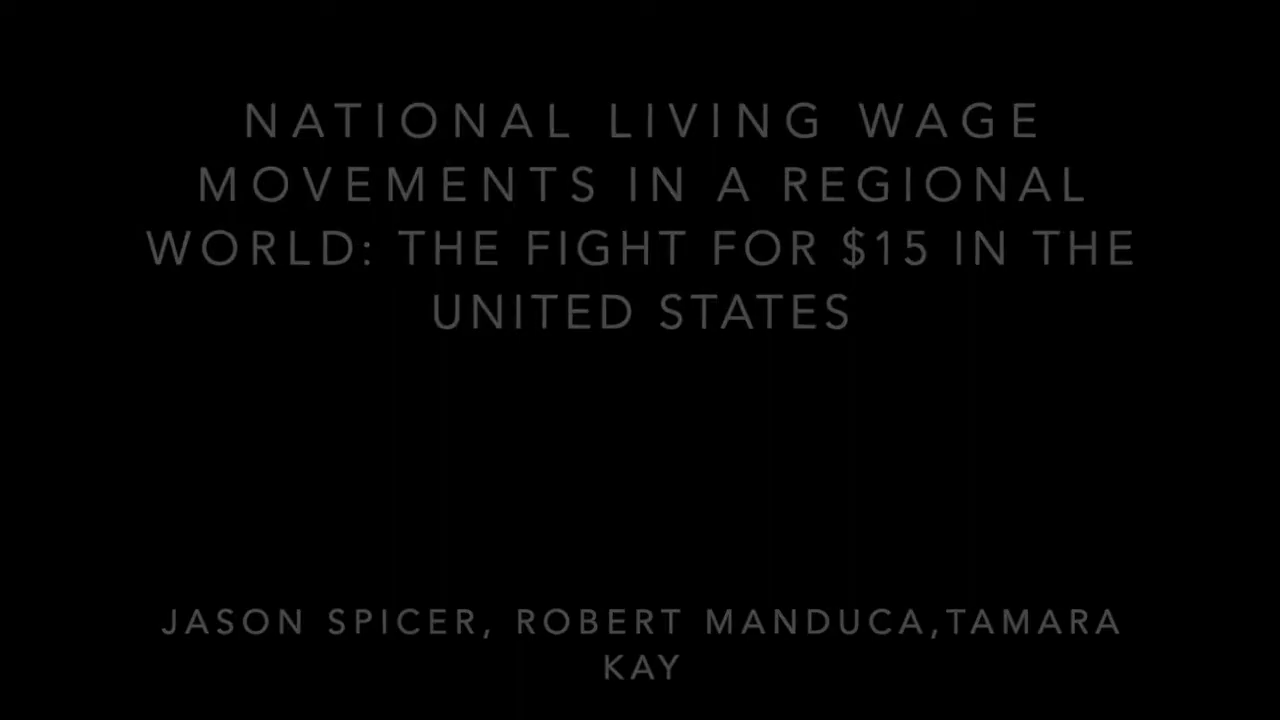 NATIONAL LIVING WAGE
MOVEMENTS IN A REGIONAL
WORLD: THE FIGHT FOR $15 IN THE
UNITED STATES
JASON SPICER, ROBERT MANDUCA,TAMARA
KAY